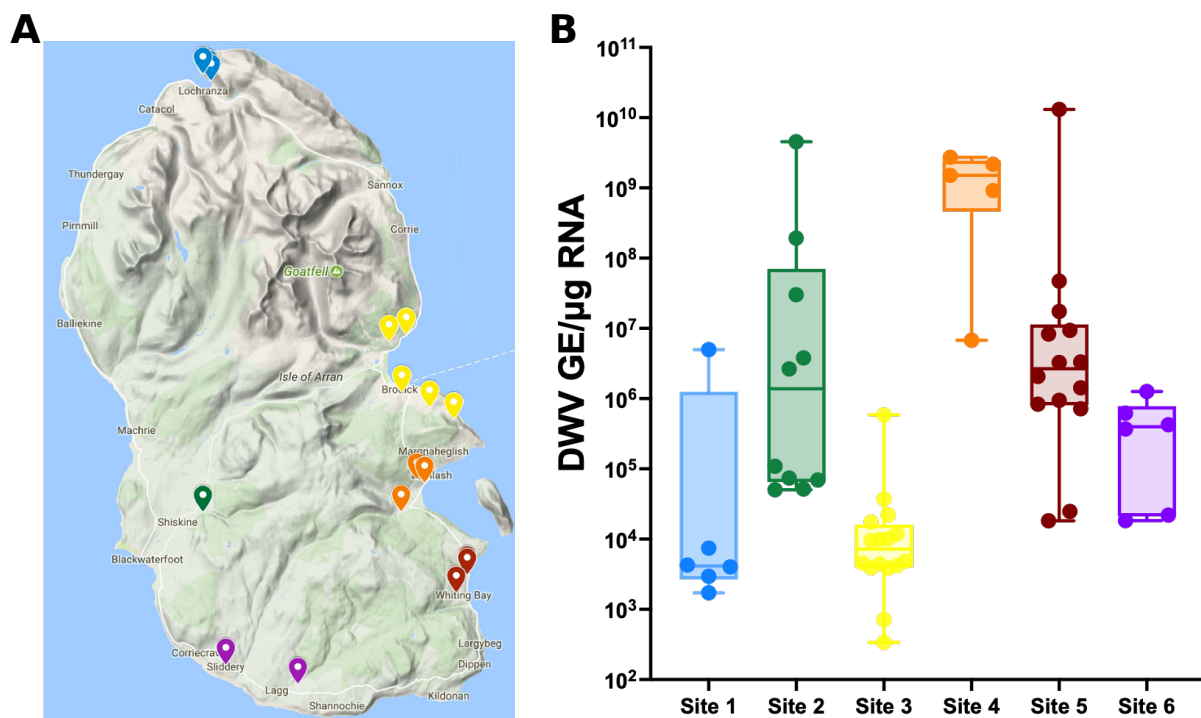 A
Lochranza
Catacol
Thundergay
Sannox
Pirnmill
Corrie
Goatfell
Balliekine
Isle of Arran
Brodick
Machrie
Margnaheglish
Shiskine
Blackwaterfoot
Whiting Bay
Largybeg
Sliddery
Dippen
Lagg
Kildonan
Shannochie
B
DWV GE/µg RNA
10¹¹
10¹⁰
10⁹
10⁸
10⁷
10⁶
10⁵
10⁴
10³
10²
Site 1 Site 2 Site 3 Site 4 Site 5 Site 6